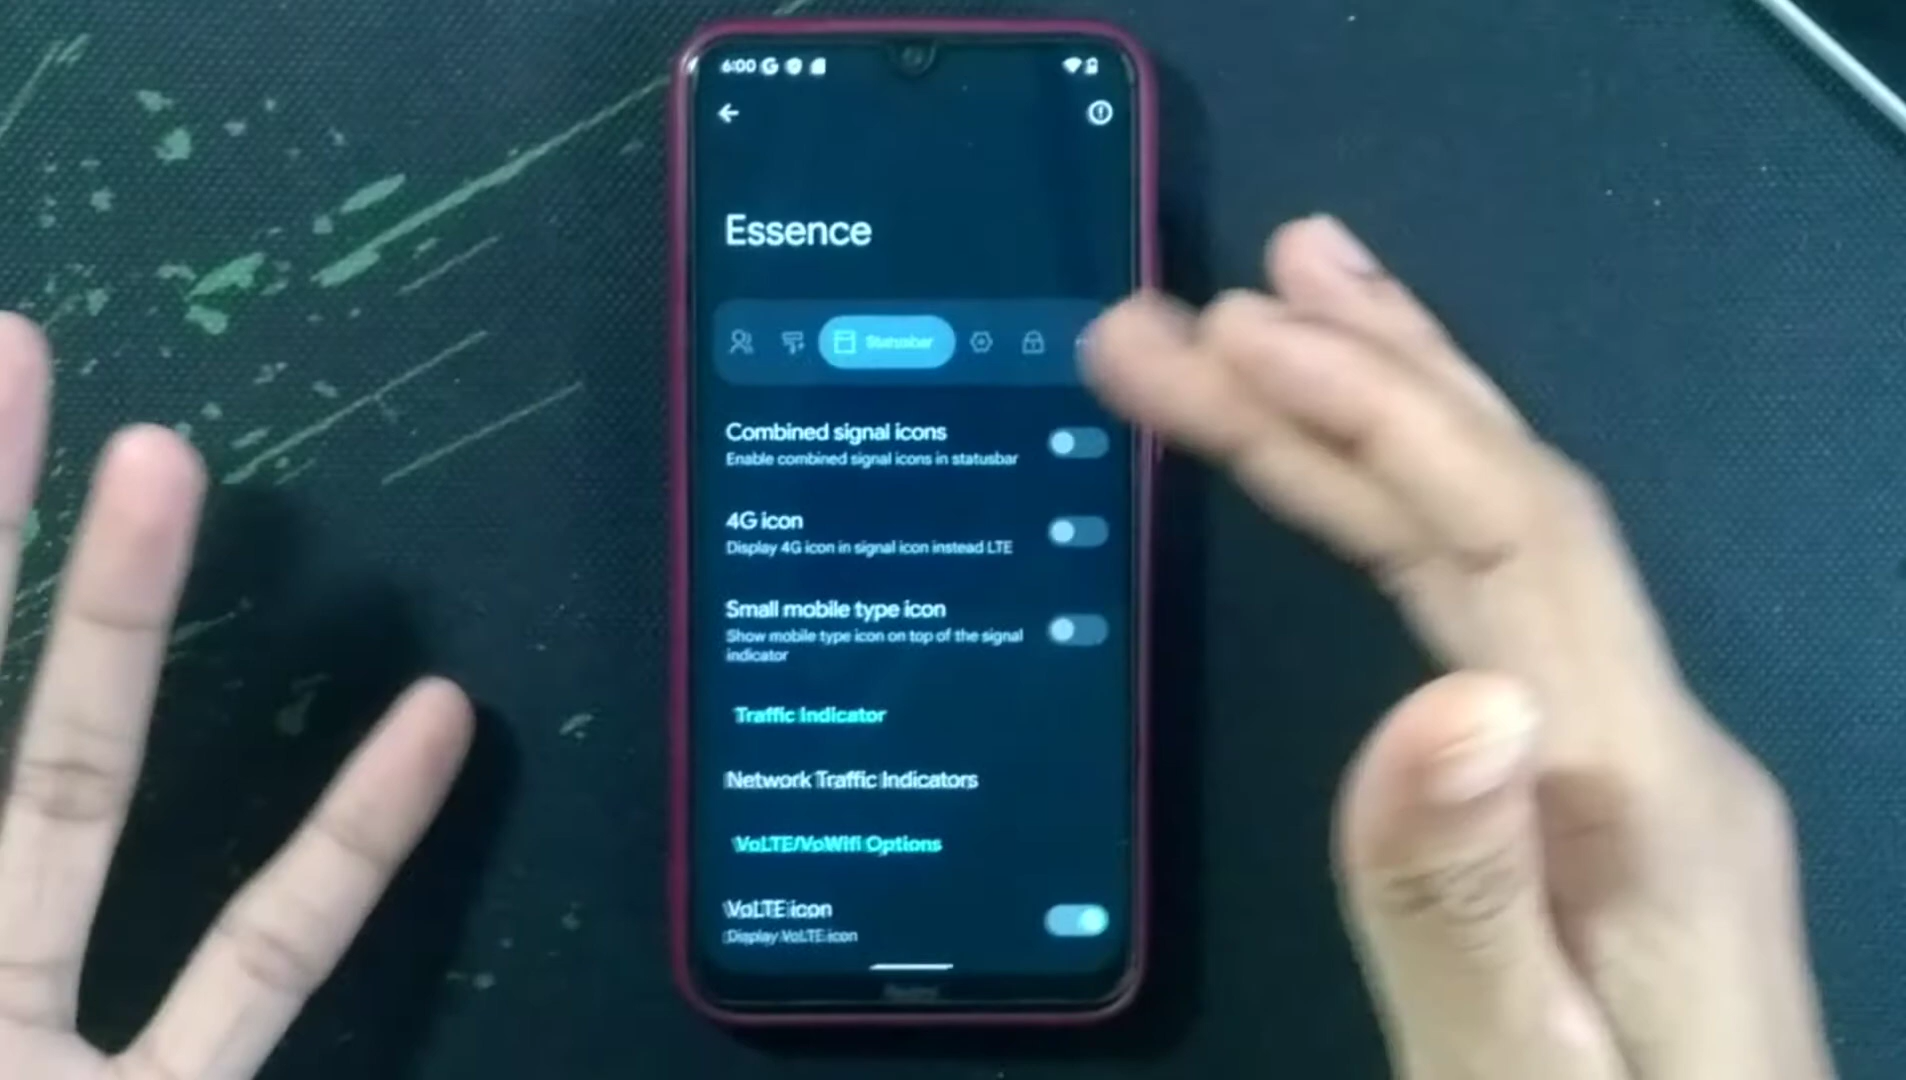 6:00
Essence
Statusbar
Combined signal icons
Enable combined signal icons in statusbar
4G icon
Display 4G icon in signal icon instead LTE
Small mobile type icon
Show mobile type icon on top of the signal
indicator
Traffic Indicator
Network Traffic Indicators
VoLTE/VoWifi Options
VoLTE icon
Display VoLTE icon
Redmi